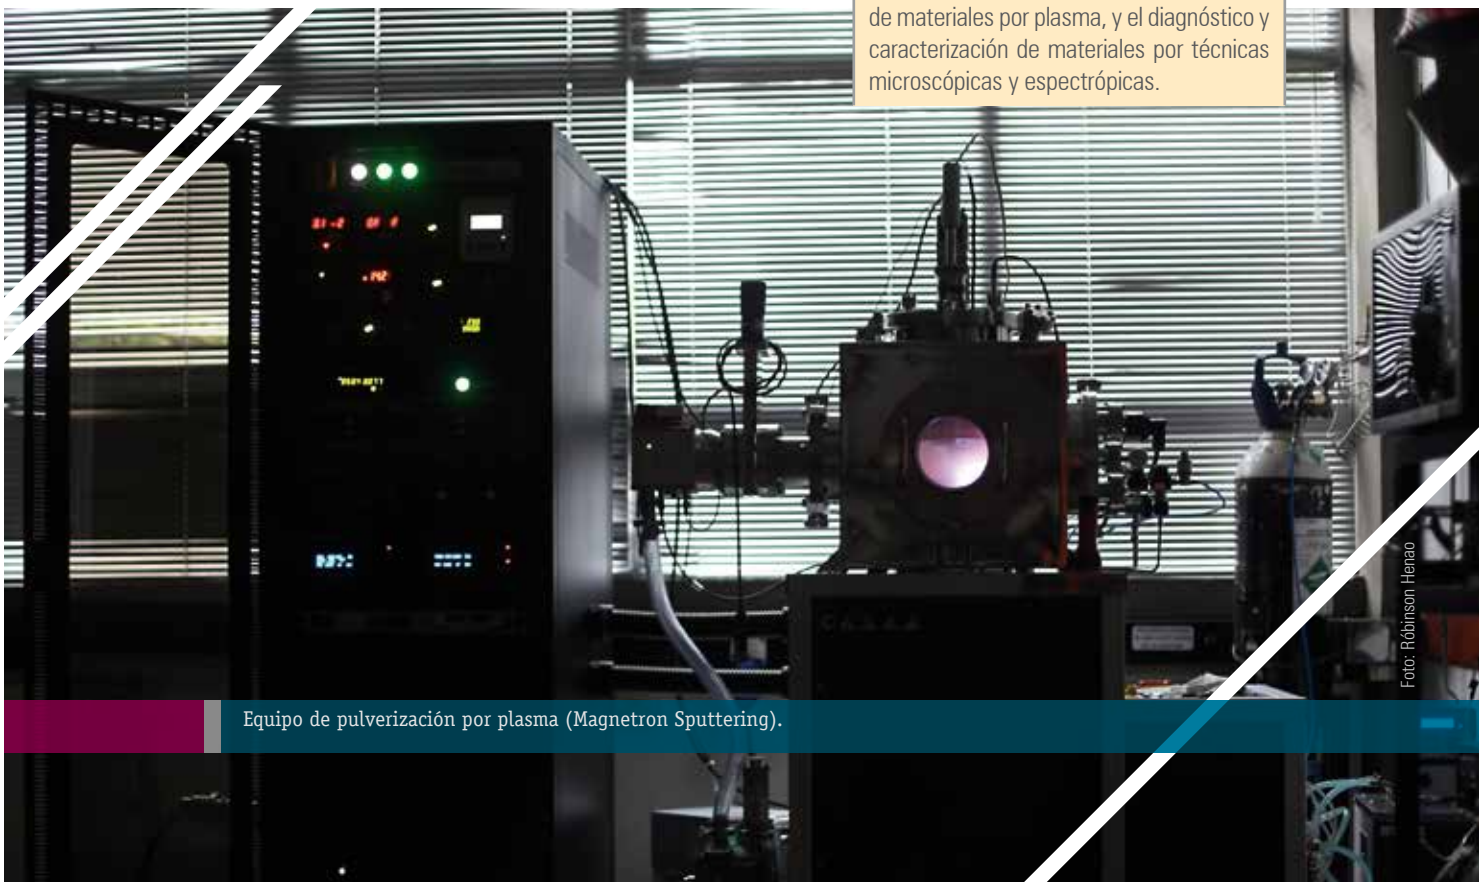 de materiales por plasma, y el diagnóstico y
caracterización de materiales por técnicas
microscópicas y espectrópicas.
Foto: Róbinson Henao
Equipo de pulverización por plasma (Magnetron Sputtering).